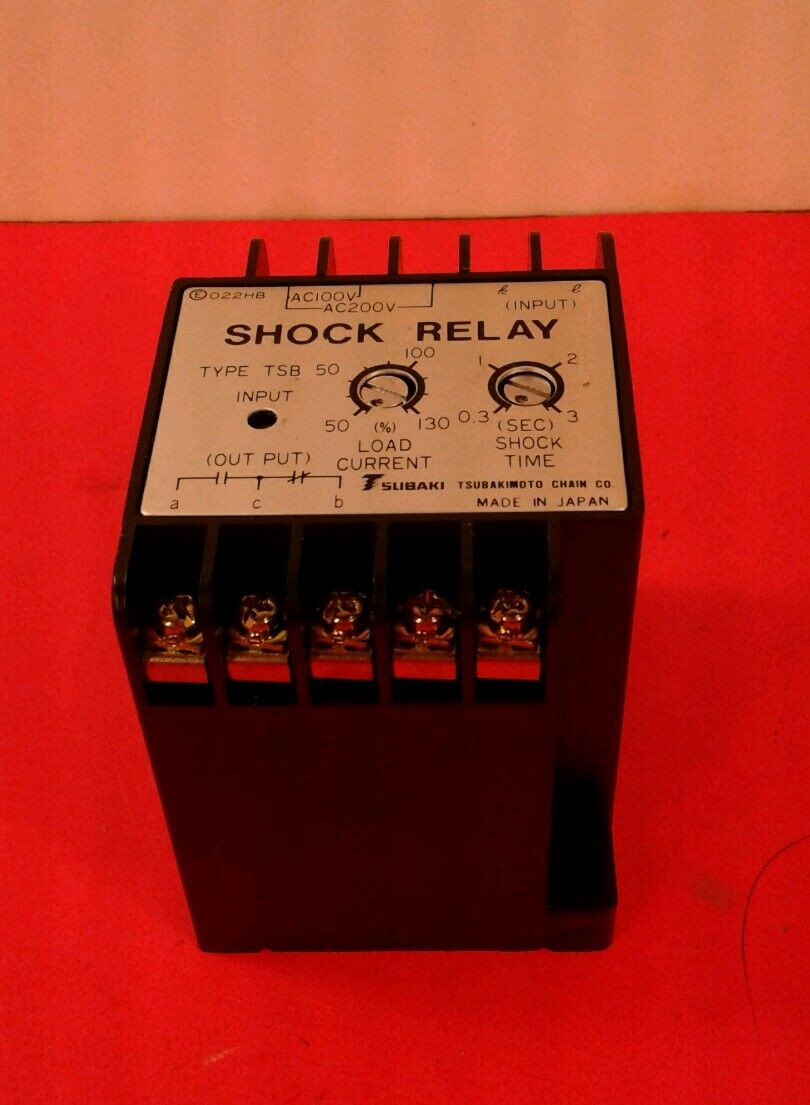 Ⓔ022HB AC100V k l
AC200V (INPUT)
SHOCK RELAY
TYPE TSB 50
INPUT
50 100 130
(%)
LOAD
CURRENT
0.3 1 2 3
(SEC)
SHOCK
TIME
(OUT PUT)
a c b
TSUBAKI TSUBAKIMOTO CHAIN CO.
MADE IN JAPAN